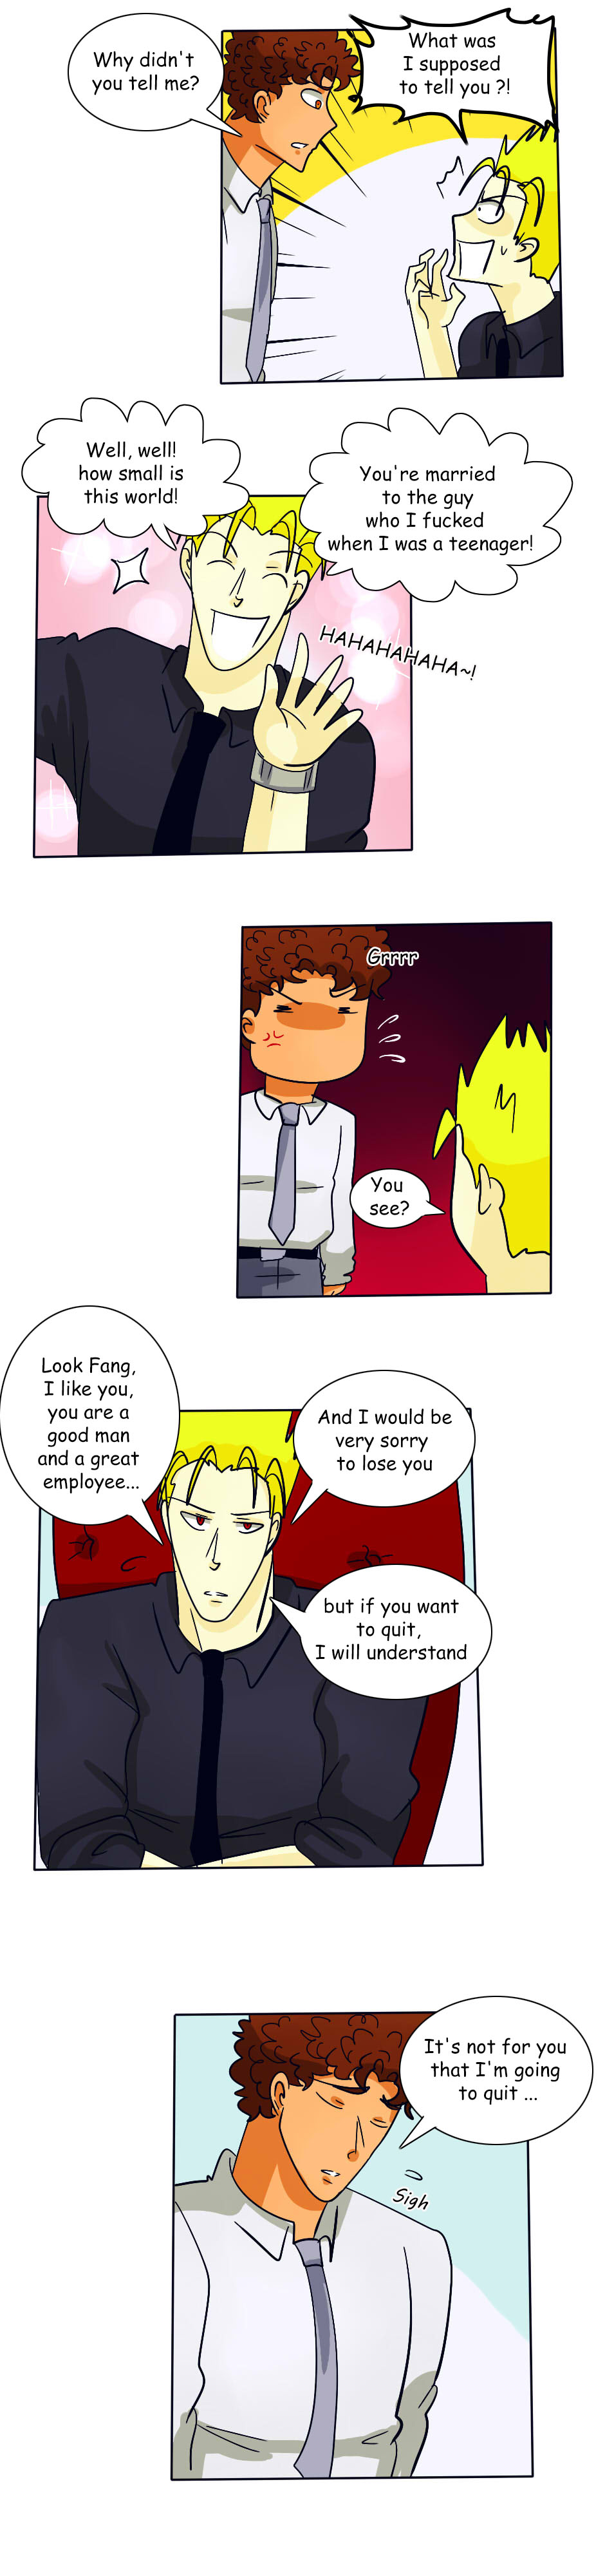 Why didn't
you tell me?
What was
I supposed
to tell you ?!
Well, well!
how small is
this world!
You're married
to the guy
who I fucked
when I was a teenager!
HAHAHAHAHA~!
Grrrr
You
see?
Look Fang,
I like you,
you are a
good man
and a great
employee...
And I would be
very sorry
to lose you
but if you want
to quit,
I will understand
It's not for you
that I'm going
to quit ...
Sigh